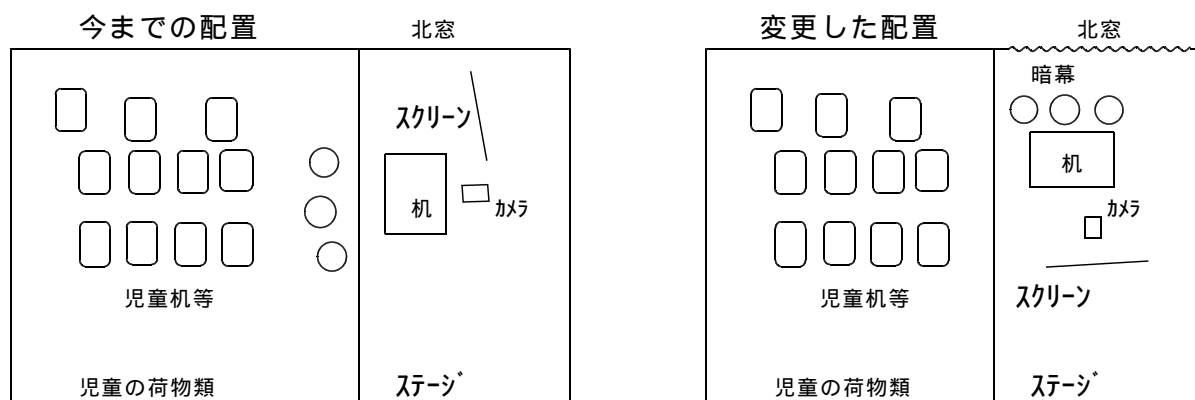 今までの配置
北窓
スクリーン
机
カメラ
児童机等
児童の荷物類
ステージ
変更した配置
北窓
暗幕
机
カメラ
スクリーン
児童机等
児童の荷物類
ステージ